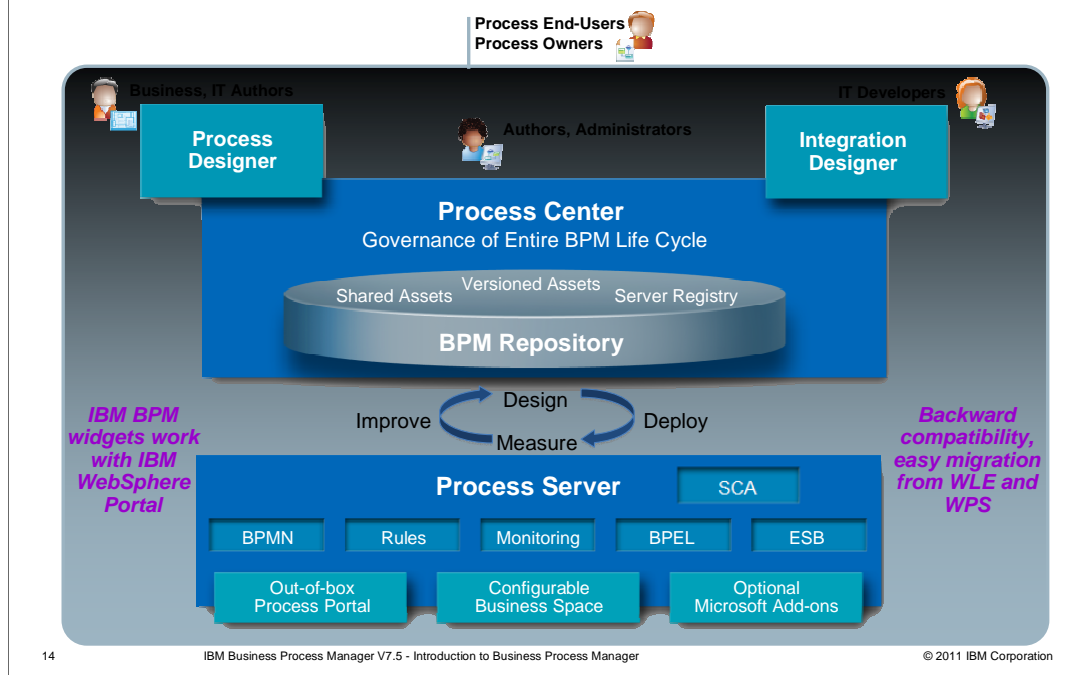 Process End-Users
Process Owners
Business, IT Authors
IT Developers
Authors, Administrators
Process
Designer
Integration
Designer
Process Center
Governance of Entire BPM Life Cycle
Shared Assets
Versioned Assets
Server Registry
BPM Repository
Design
Improve
Deploy
Measure
IBM BPM
widgets work
with IBM
WebSphere
Portal
Backward
compatibility,
easy migration
from WLE and
WPS
Process Server
SCA
BPMN
Rules
Monitoring
BPEL
ESB
Out-of-box
Process Portal
Configurable
Business Space
Optional
Microsoft Add-ons
14
IBM Business Process Manager V7.5 - Introduction to Business Process Manager
© 2011 IBM Corporation